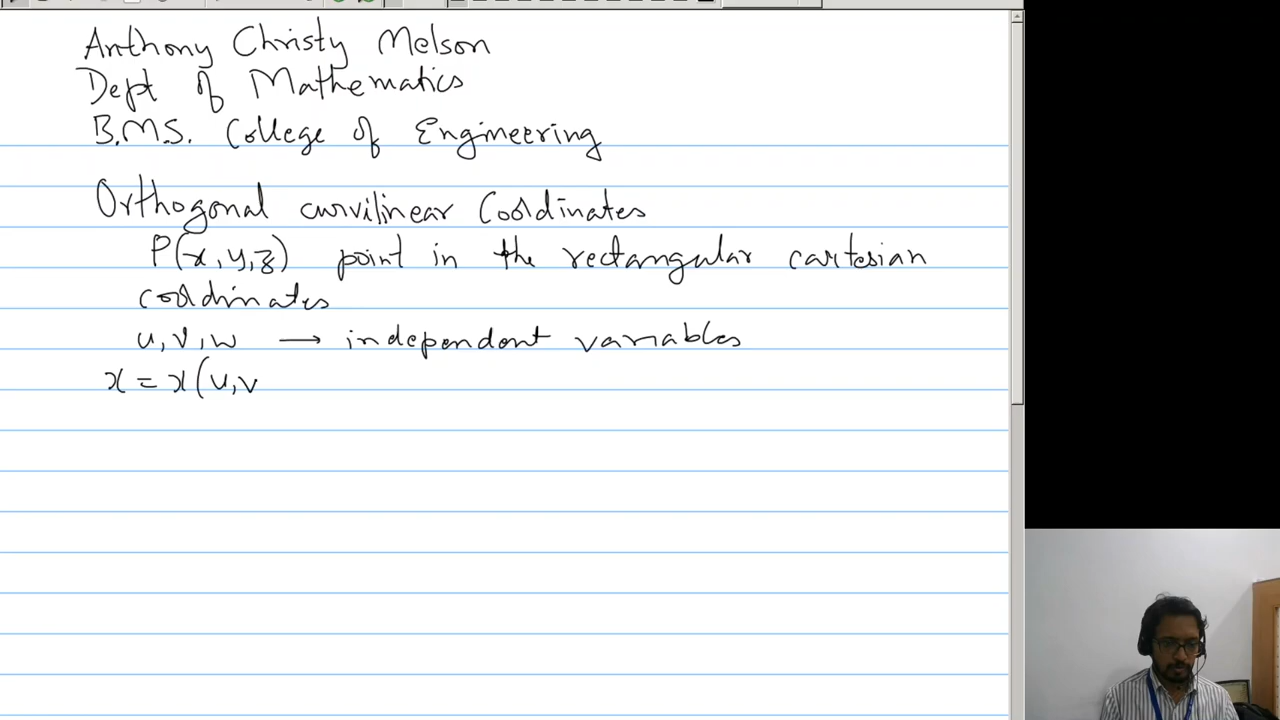 Anthony Christy Melson
Dept of Mathematics
B.M.S. College of Engineering
Orthogonal curvilinear Coordinates
P(x, y, z) point in the rectangular cartesian
coordinates
u, v, w → independent variables
x = x(u,v